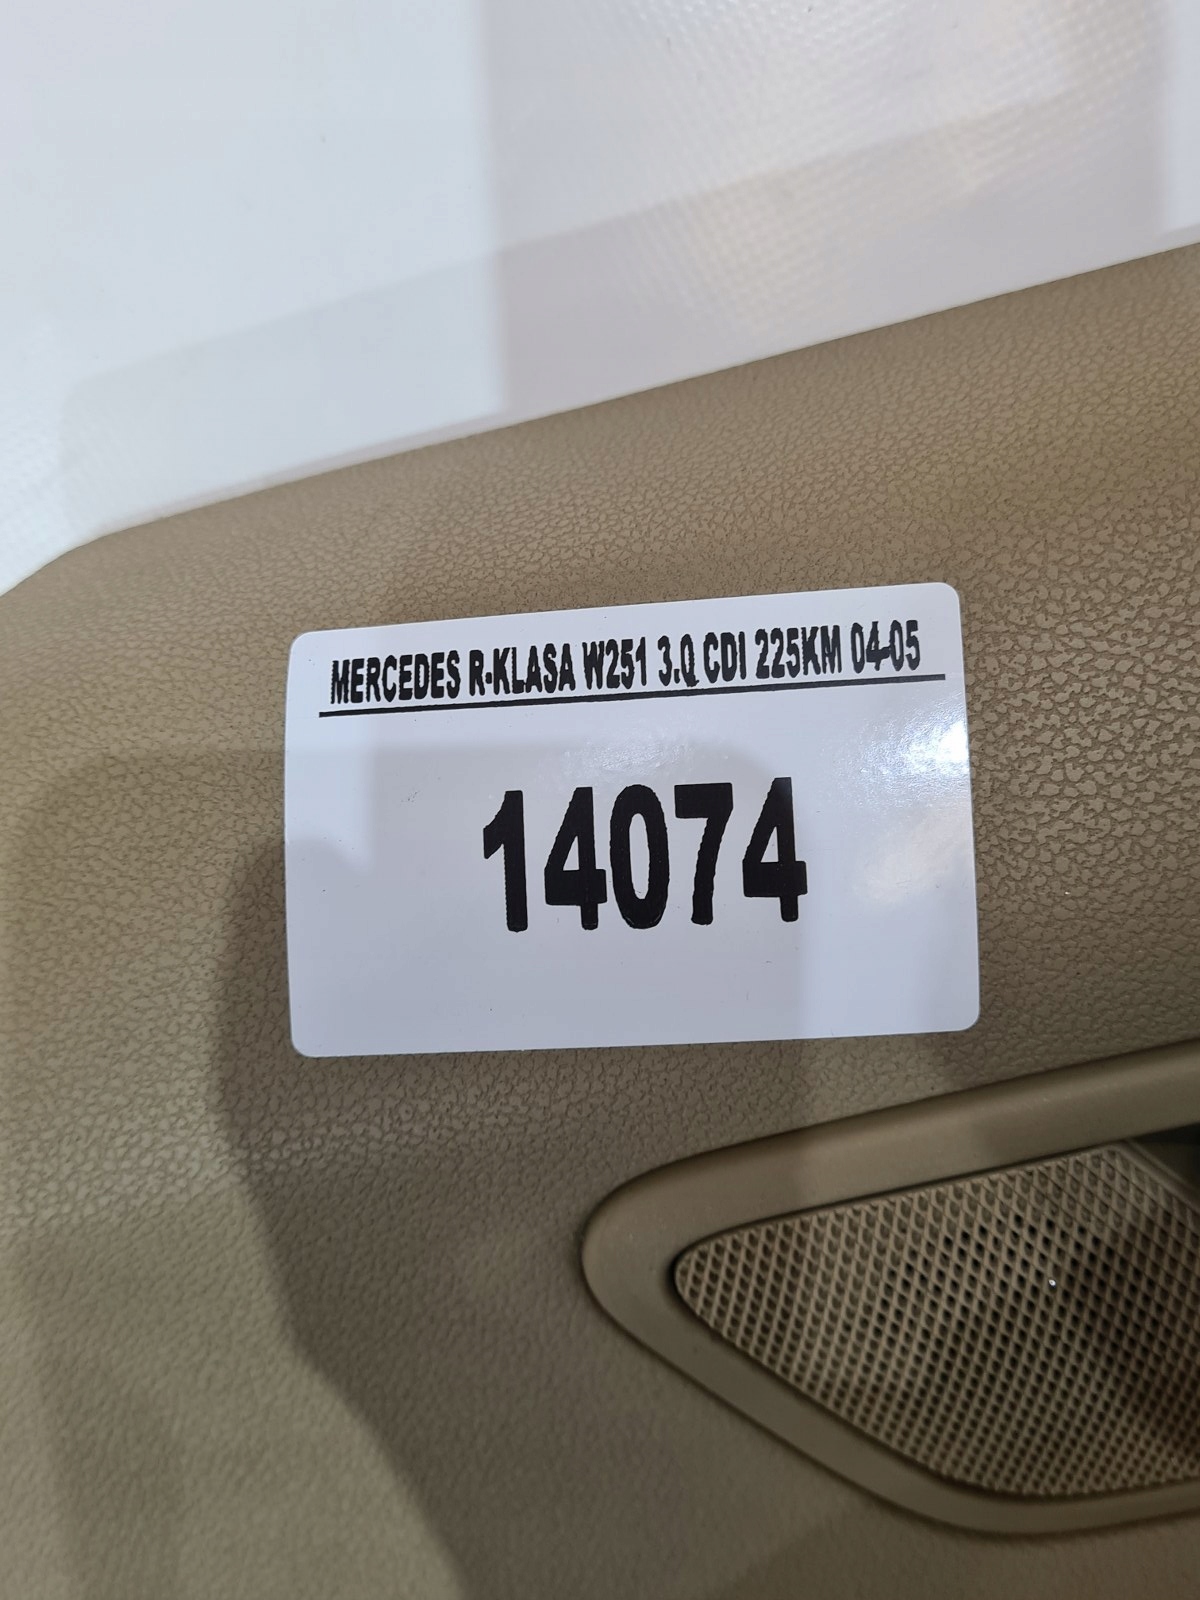 MERCEDES R-KLASA W251 3.0 CDI 225KM 04-05
14074